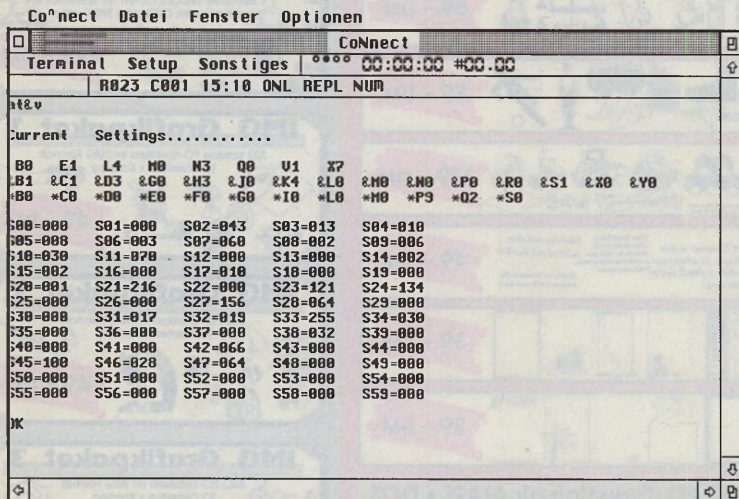 Connect Datei Fenster Optionen
CoNnect
Terminal Setup Sonstiges °°°° 00:00:00 #00.00
R023 C001 15:10 ONL REPL NUM
at&v
Current Settings............
B0 E1 L4 M0 N3 Q0 V1 X7
&B1 &C1 &D3 &G0 &H3 &J0 &K4 &L0 &M0 &N0 &P0 &R0 &S1 &X0 &Y0
*B0 *C0 *D0 *E0 *F0 *G0 *I0 *L0 *M0 *P9 *Q2 *S0
S00=000 S01=000 S02=043 S03=013 S04=010
S05=008 S06=003 S07=060 S08=002 S09=006
S10=030 S11=070 S12=000 S13=000 S14=002
S15=002 S16=000 S17=010 S18=000 S19=000
S20=001 S21=216 S22=000 S23=121 S24=134
S25=000 S26=000 S27=156 S28=064 S29=000
S30=000 S31=017 S32=019 S33=255 S34=030
S35=000 S36=000 S37=000 S38=032 S39=000
S40=000 S41=000 S42=066 S43=000 S44=000
S45=100 S46=028 S47=064 S48=000 S49=000
S50=000 S51=000 S52=000 S53=000 S54=000
S55=000 S56=000 S57=000 S58=000 S59=000
OK